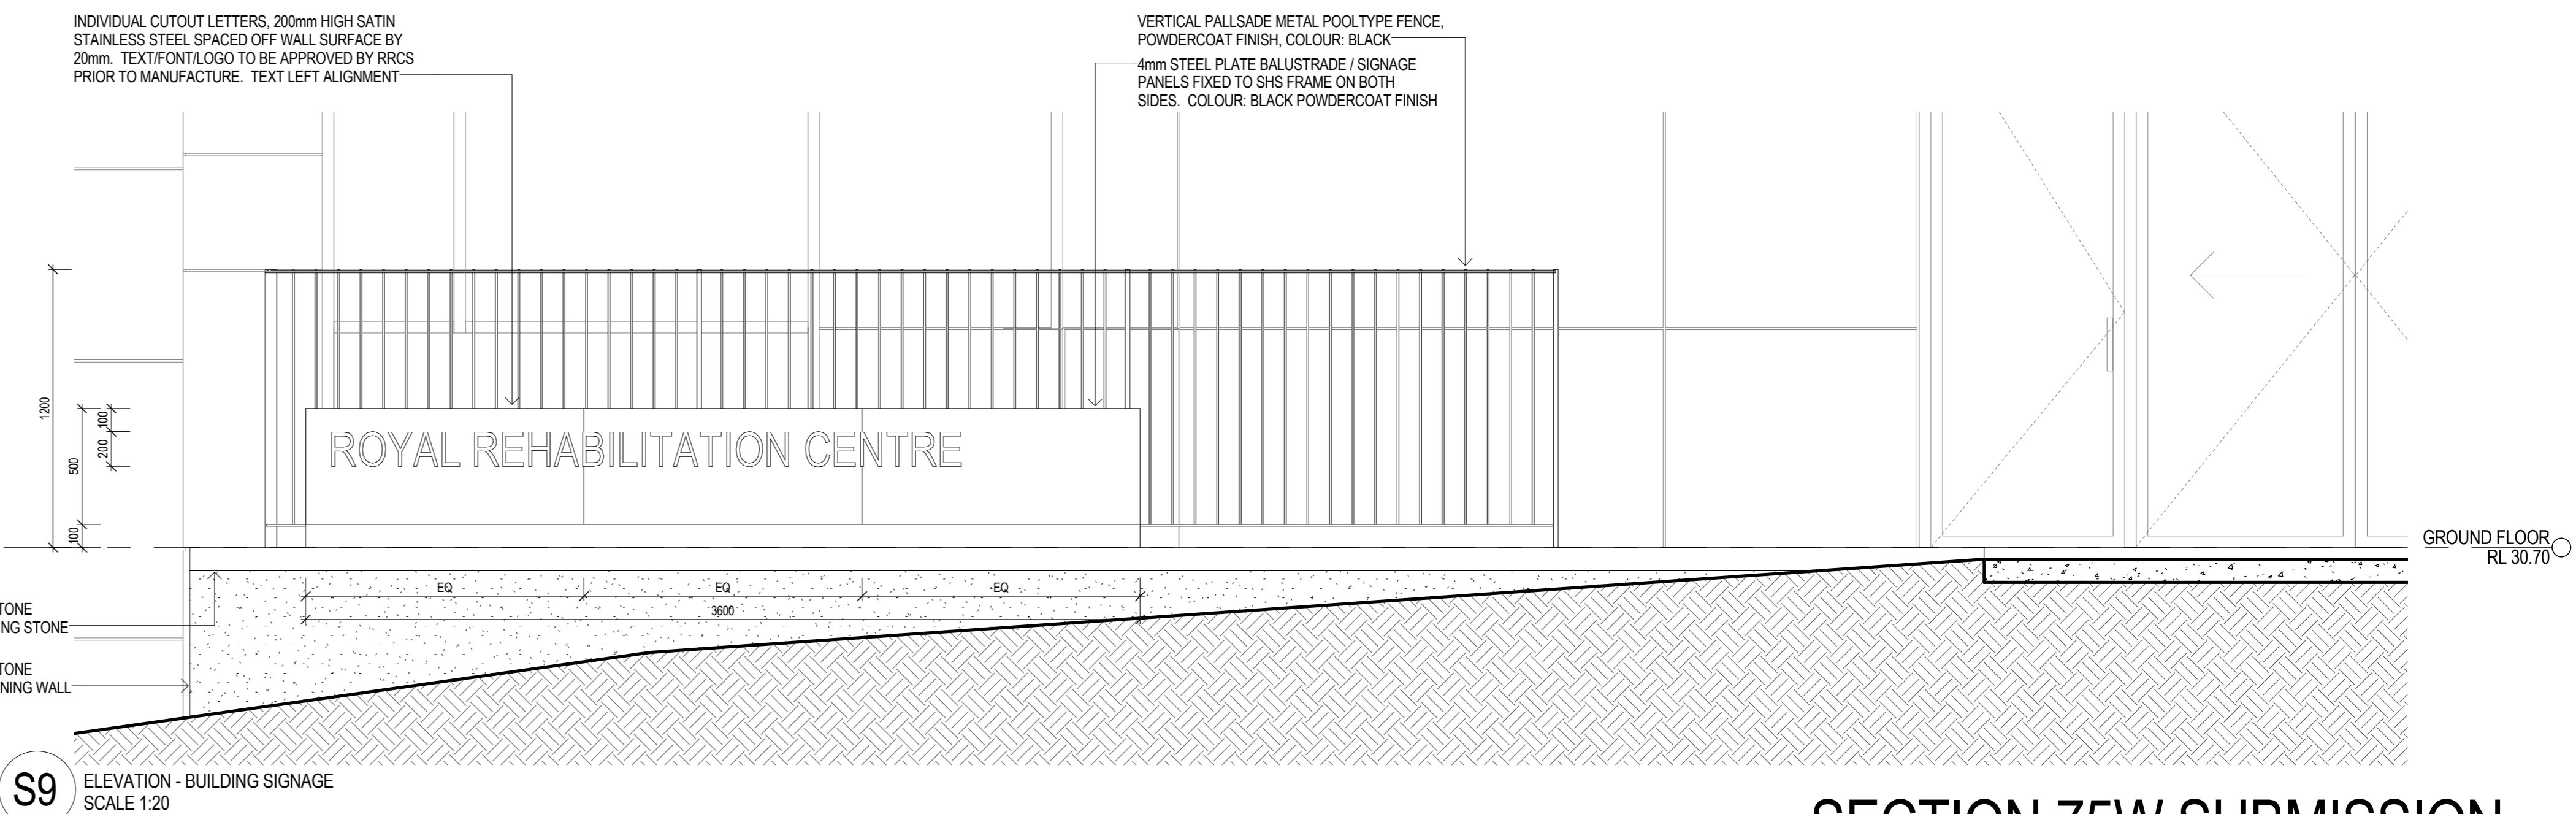 INDIVIDUAL CUTOUT LETTERS, 200mm HIGH SATIN
STAINLESS STEEL SPACED OFF WALL SURFACE BY
20mm. TEXT/FONT/LOGO TO BE APPROVED BY RRCS
PRIOR TO MANUFACTURE. TEXT LEFT ALIGNMENT
VERTICAL PALLSADE METAL POOLTYPE FENCE,
POWDERCOAT FINISH, COLOUR: BLACK
4mm STEEL PLATE BALUSTRADE / SIGNAGE
PANELS FIXED TO SHS FRAME ON BOTH
SIDES. COLOUR: BLACK POWDERCOAT FINISH
1200
500
100
200
100
ROYAL REHABILITATION CENTRE
GROUND FLOOR
RL 30.70
EQ
EQ
EQ
3600
TONE
NG STONE
TONE
NING WALL
S9
ELEVATION - BUILDING SIGNAGE
SCALE 1:20
SECTION 75W SUBMISSION